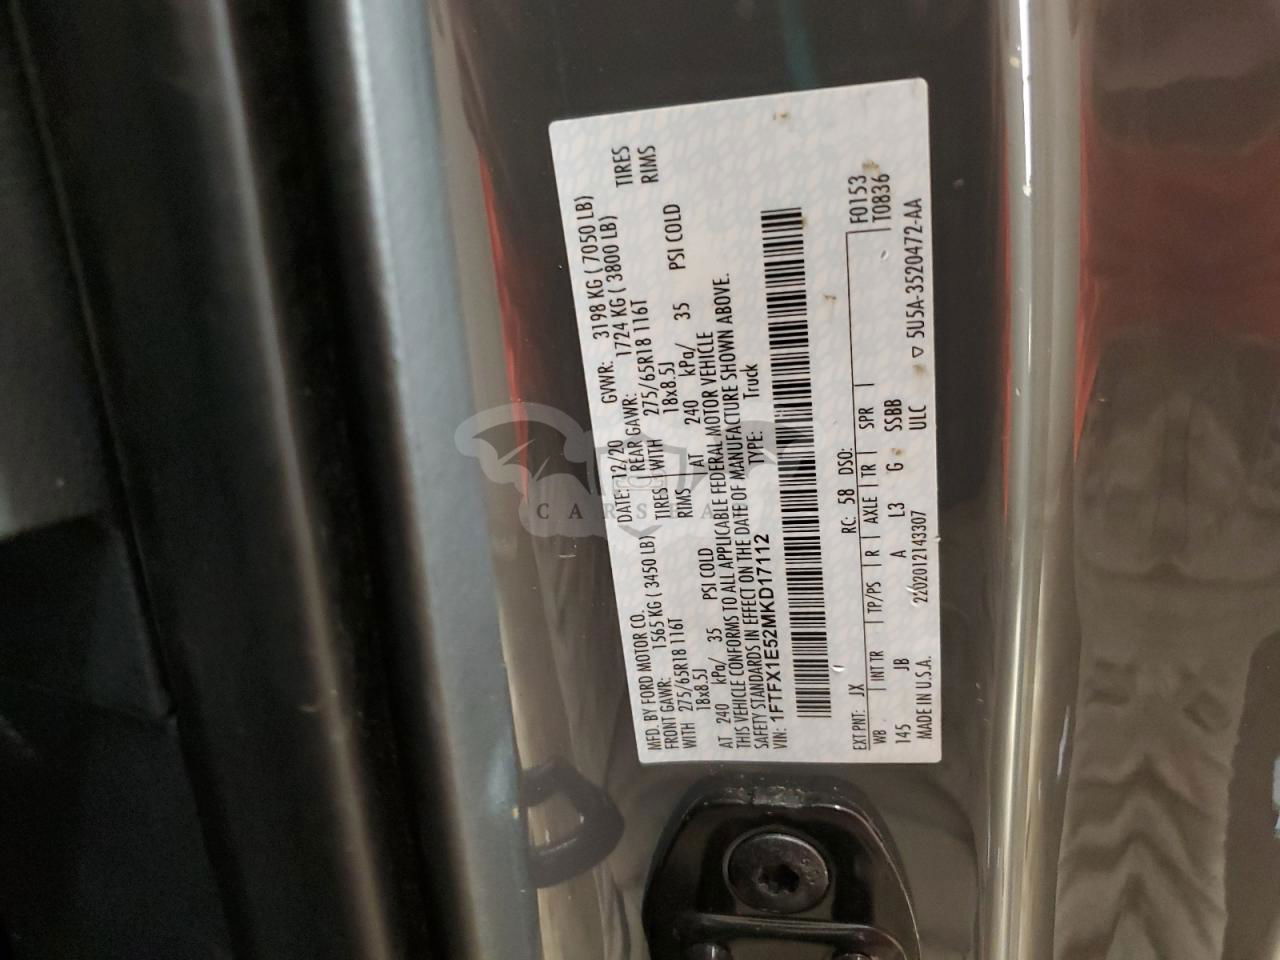 MFD. BY FORD MOTOR CO.
DATE: 12/20 GVWR: 3198 KG ( 7050 LB)
FRONT GAWR: 1565 KG ( 3450 LB) REAR GAWR: 1724 KG ( 3800 LB)
WITH 275/65R18 116T TIRES WITH 275/65R18 116T TIRES
18x8.5J RIMS 18x8.5J RIMS
AT 240 kPa/ 35 PSI COLD AT 240 kPa/ 35 PSI COLD
THIS VEHICLE CONFORMS TO ALL APPLICABLE FEDERAL MOTOR VEHICLE
SAFETY STANDARDS IN EFFECT ON THE DATE OF MANUFACTURE SHOWN ABOVE.
VIN: 1FTFX1E52MKD17112 TYPE: Truck
EXT PNT: JX RC: 58 DSO: F0153
WB INT TR TP/PS R AXLE TR SPR T0836
145 JB A L3 G SSBB
MADE IN U.S.A. 2202012143307 ULC ▽ 5U5A-3520472-AA